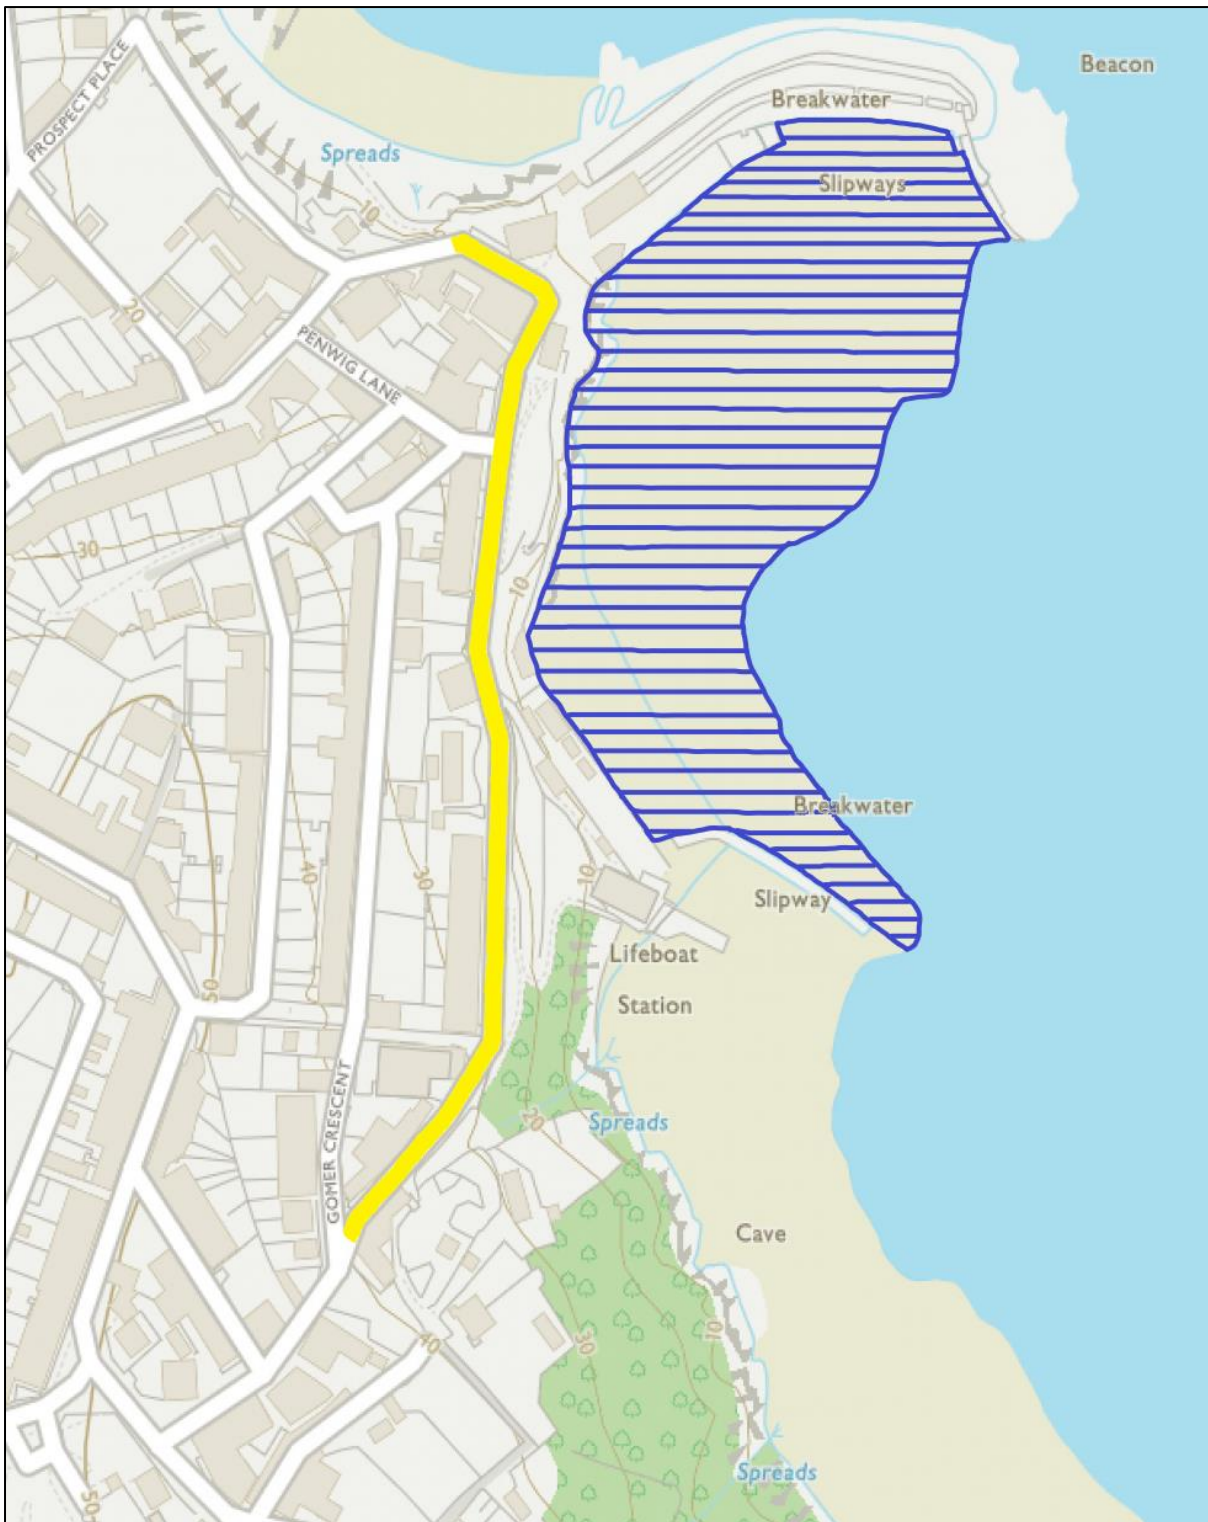 Beacon
Breakwater
PROSPECT PLACE
Spreads
Slipways
10
20
PENWIG LANE
30
10
Breakwater
40
30
10
Slipway
Lifeboat
Station
50
GOMER CRESCENT
20
Spreads
Cave
40
30
10
Spreads
50